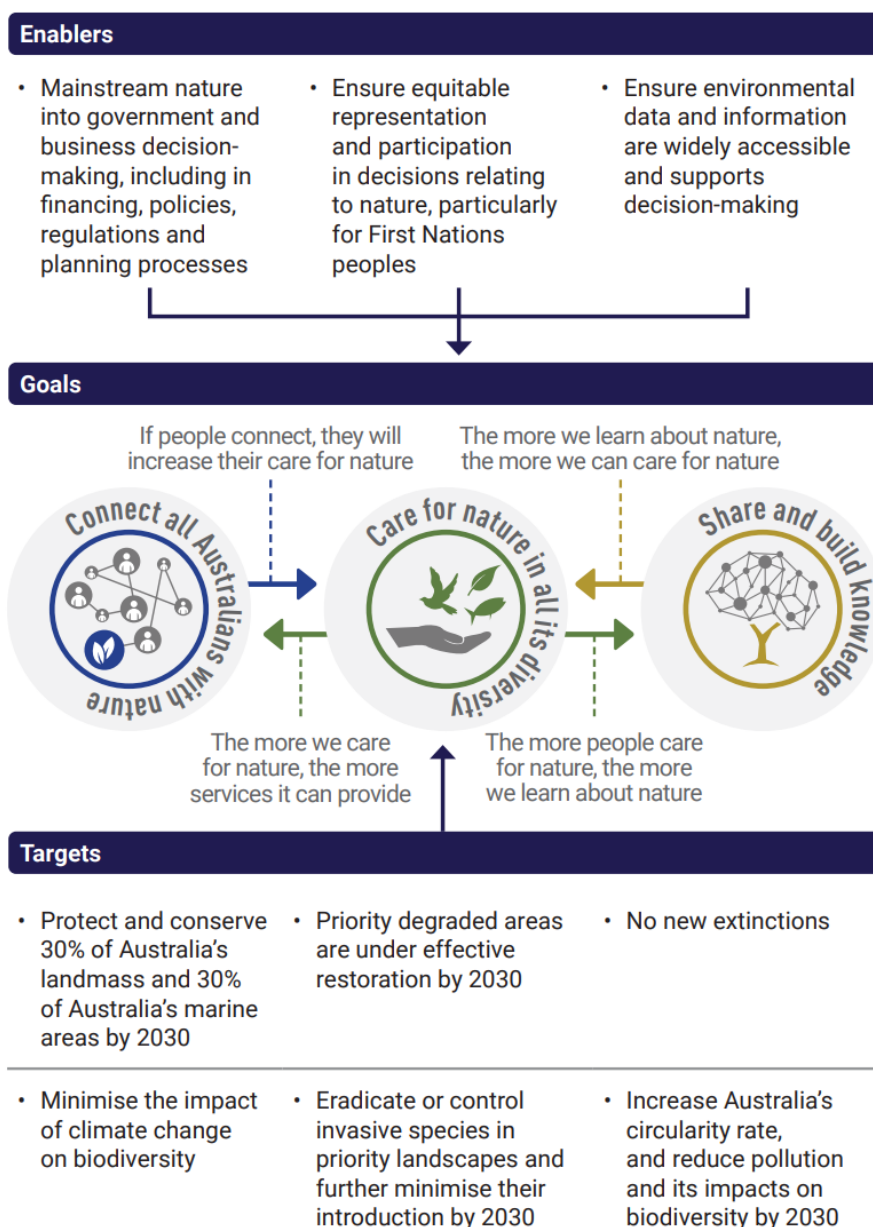 Enablers
• Mainstream nature
into government and
business decision-
making, including in
financing, policies,
regulations and
planning processes
• Ensure equitable
representation
and participation
in decisions relating
to nature, particularly
for First Nations
peoples
• Ensure environmental
data and information
are widely accessible
and supports
decision-making
Goals
If people connect, they will
increase their care for nature
The more we learn about nature,
the more we can care for nature
Connect all Australians with nature
Care for nature in all its diversity
Share and build knowledge
The more we care
for nature, the more
services it can provide
The more people care
for nature, the more
we learn about nature
Targets
• Protect and conserve
30% of Australia’s
landmass and 30%
of Australia’s marine
areas by 2030
• Priority degraded areas
are under effective
restoration by 2030
• No new extinctions
• Minimise the impact
of climate change
on biodiversity
• Eradicate or control
invasive species in
priority landscapes and
further minimise their
introduction by 2030
• Increase Australia’s
circularity rate,
and reduce pollution
and its impacts on
biodiversity by 2030